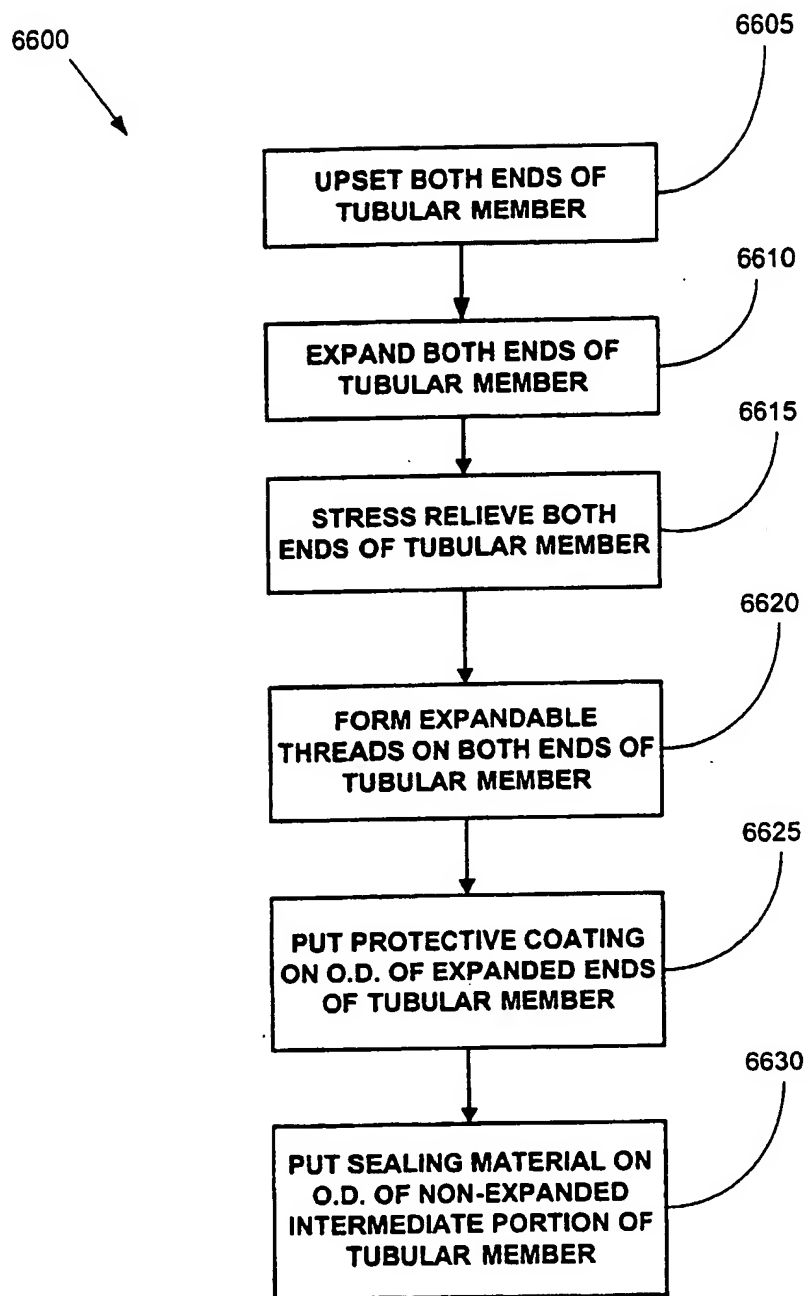 6600
6605
UPSET BOTH ENDS OF
TUBULAR MEMBER
6610
EXPAND BOTH ENDS OF
TUBULAR MEMBER
6615
STRESS RELIEVE BOTH
ENDS OF TUBULAR MEMBER
6620
FORM EXPANDABLE
THREADS ON BOTH ENDS OF
TUBULAR MEMBER
6625
PUT PROTECTIVE COATING
ON O.D. OF EXPANDED ENDS
OF TUBULAR MEMBER
6630
PUT SEALING MATERIAL ON
O.D. OF NON-EXPANDED
INTERMEDIATE PORTION OF
TUBULAR MEMBER